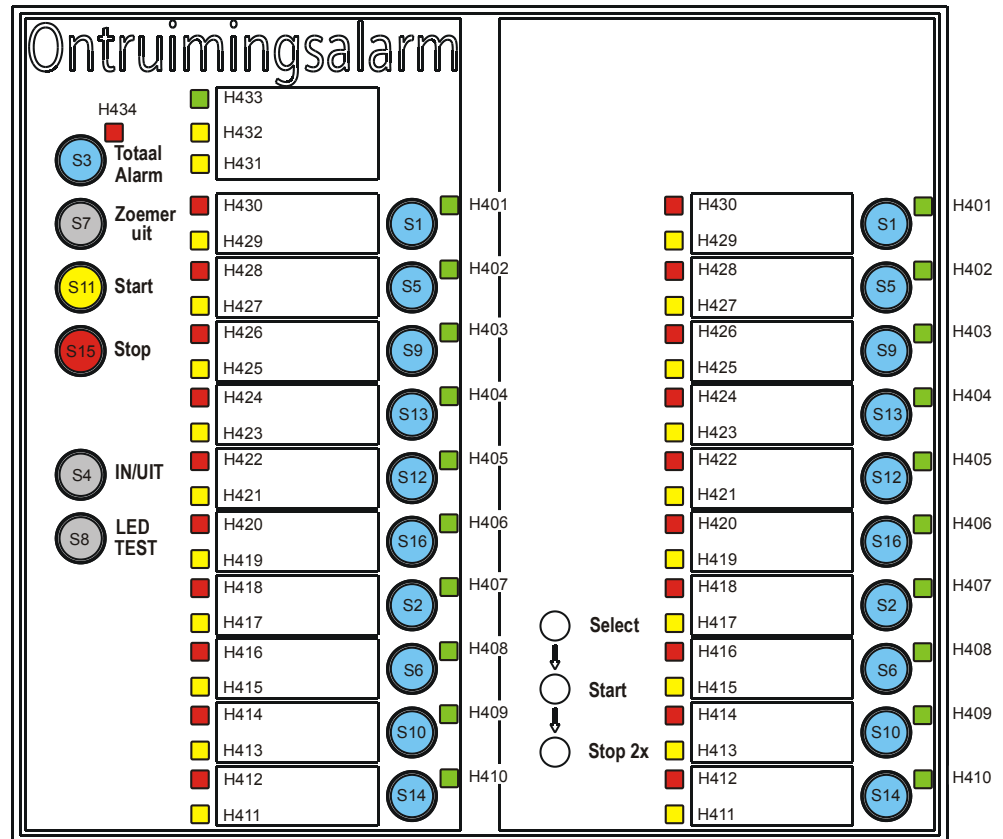 Ontruimingsalarm
H434
S3 Totaal
Alarm
S7 Zoemer
uit
S11 Start
S15 Stop
S4 IN/UIT
S8 LED
TEST
H433
H432
H431
H430 S1 H401
H429
H428 S5 H402
H427
H426 S9 H403
H425
H424 S13 H404
H423
H422 S12 H405
H421
H420 S16 H406
H419
H418 S2 H407
H417
H416 S6 H408
H415
H414 S10 H409
H413
H412 S14 H410
H411
Select
Start
Stop 2x
H430 S1 H401
H429
H428 S5 H402
H427
H426 S9 H403
H425
H424 S13 H404
H423
H422 S12 H405
H421
H420 S16 H406
H419
H418 S2 H407
H417
H416 S6 H408
H415
H414 S10 H409
H413
H412 S14 H410
H411